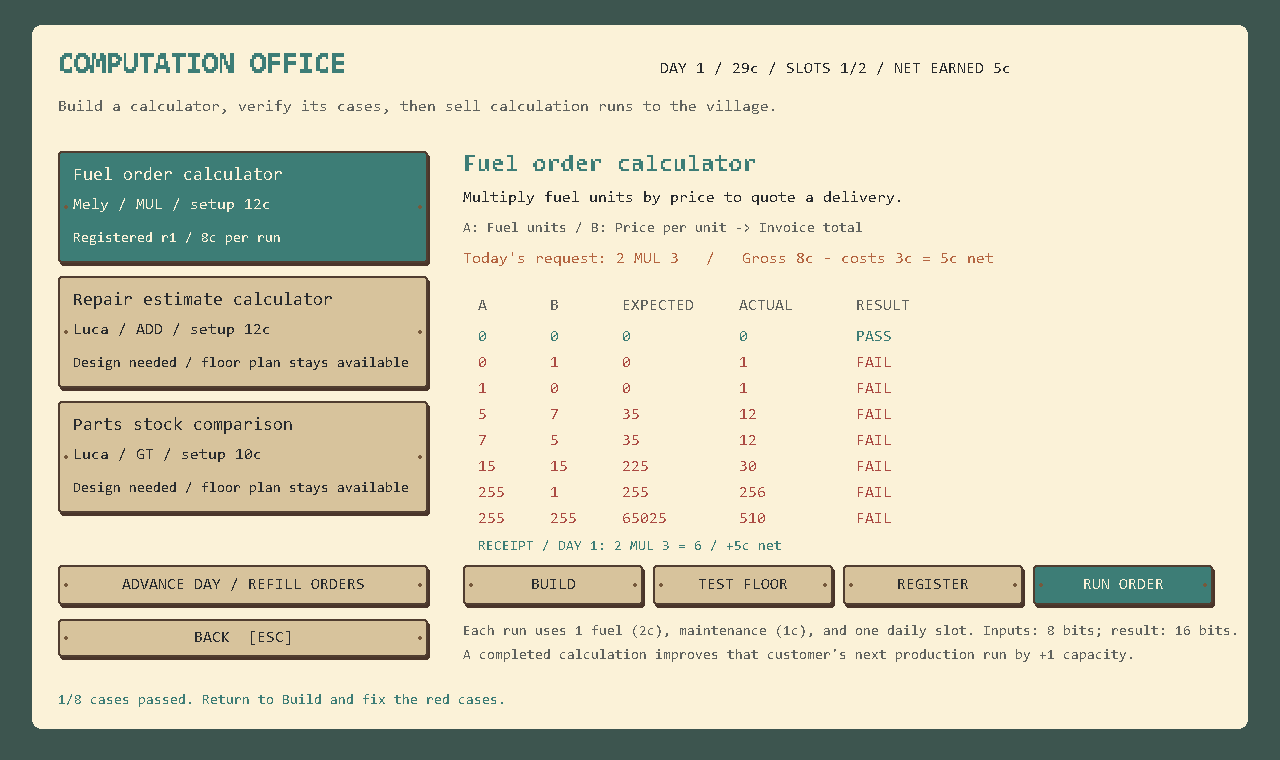 COMPUTATION OFFICE
DAY 1 / 29c / SLOTS 1/2 / NET EARNED 5c
Build a calculator, verify its cases, then sell calculation runs to the village.
Fuel order calculator
Mely / MUL / setup 12c
Registered r1 / 8c per run
Repair estimate calculator
Luca / ADD / setup 12c
Design needed / floor plan stays available
Parts stock comparison
Luca / GT / setup 10c
Design needed / floor plan stays available
ADVANCE DAY / REFILL ORDERS
BACK [ESC]
Fuel order calculator
Multiply fuel units by price to quote a delivery.
A: Fuel units / B: Price per unit -> Invoice total
Today's request: 2 MUL 3 / Gross 8c - costs 3c = 5c net
A B EXPECTED ACTUAL RESULT
0 0 0 0 PASS
0 1 0 1 FAIL
1 0 0 1 FAIL
5 7 35 12 FAIL
7 5 35 12 FAIL
15 15 225 30 FAIL
255 1 255 256 FAIL
255 255 65025 510 FAIL
RECEIPT / DAY 1: 2 MUL 3 = 6 / +5c net
BUILD TEST FLOOR REGISTER RUN ORDER
Each run uses 1 fuel (2c), maintenance (1c), and one daily slot. Inputs: 8 bits; result: 16 bits.
A completed calculation improves that customer's next production run by +1 capacity.
1/8 cases passed. Return to Build and fix the red cases.